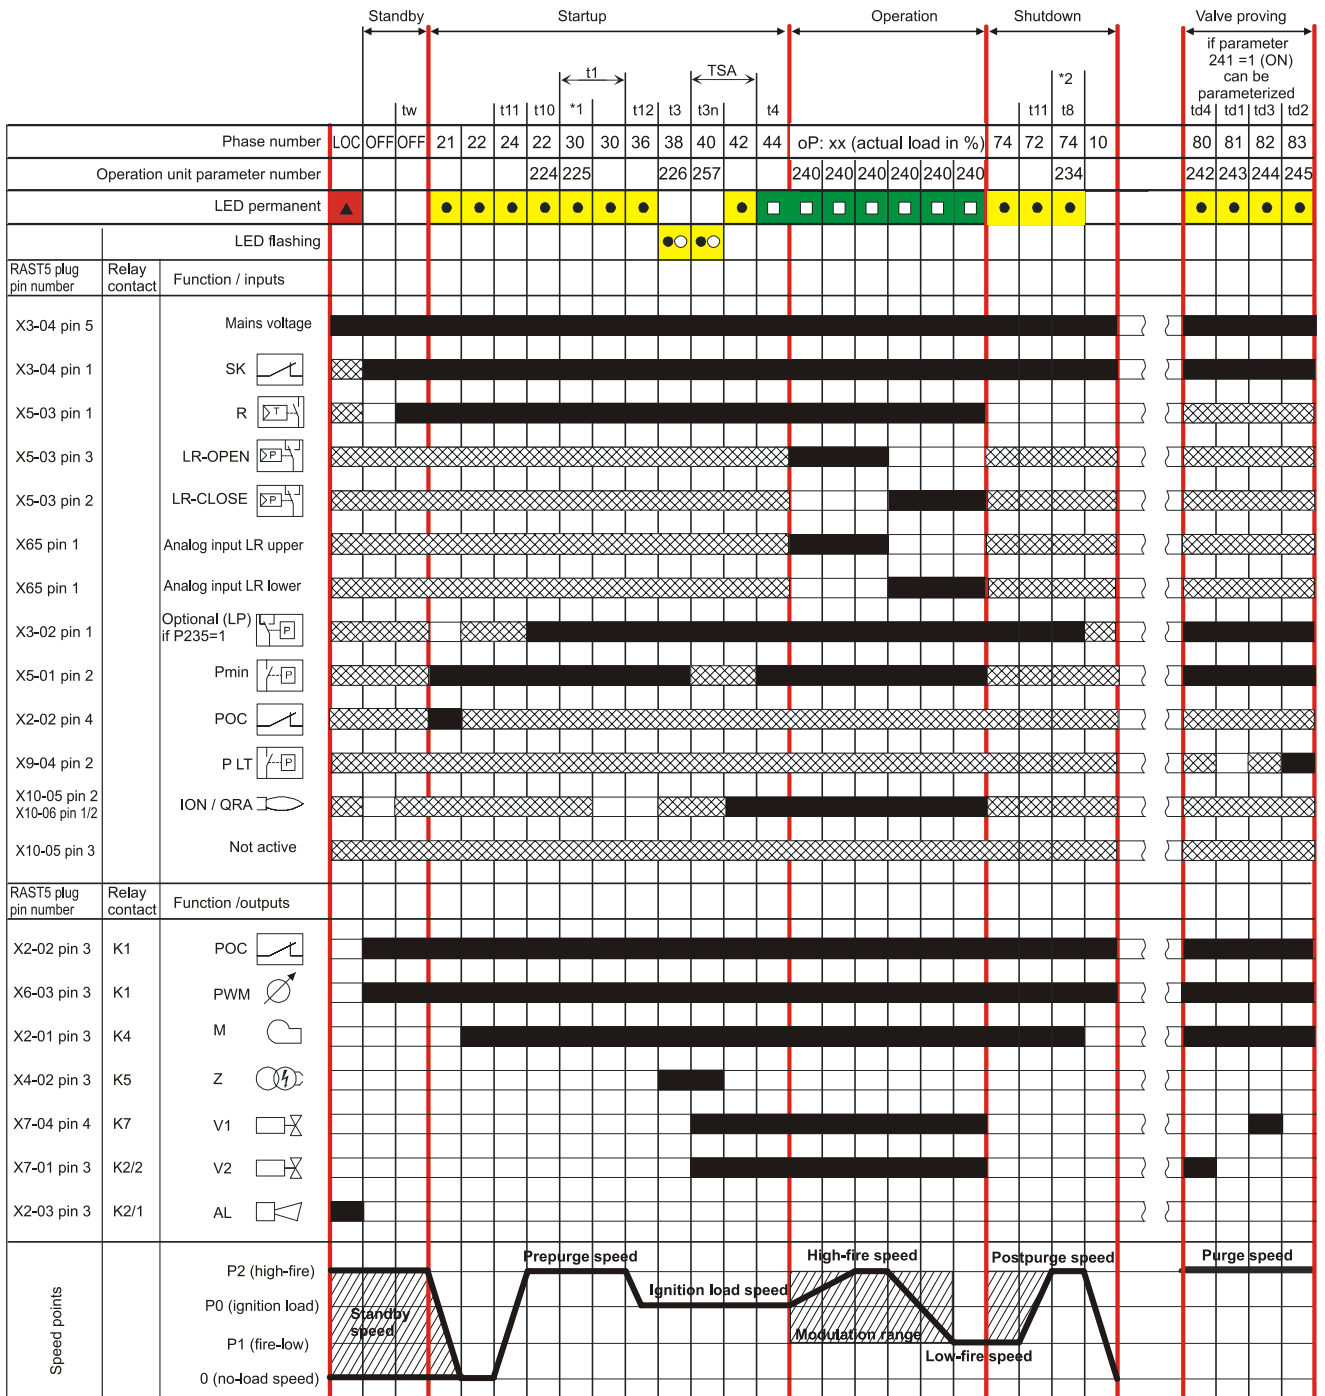 Standby Startup Operation Shutdown Valve proving
if parameter
241 =1 (ON)
can be
parameterized
t1 TSA *2
tw t11 t10 *1 t12 t3 t3n t4 t11 t8 td4 td1 td3 td2
Phase number LOC OFF OFF 21 22 24 22 30 30 36 38 40 42 44 oP: xx (actual load in %) 74 72 74 10 80 81 82 83
Operation unit parameter number 224 225 226 257 240 240 240 240 240 240 234 242 243 244 245
LED permanent
LED flashing
RAST5 plug
pin number
Relay
contact
Function / inputs
X3-04 pin 5 Mains voltage
X3-04 pin 1 SK
X5-03 pin 1 R T
X5-03 pin 3 LR-OPEN P
X5-03 pin 2 LR-CLOSE P
X65 pin 1 Analog input LR upper
X65 pin 1 Analog input LR lower
X3-02 pin 1
Optional (LP)
if P235=1
P
X5-01 pin 2 Pmin P
X2-02 pin 4 POC
X9-04 pin 2 P LT P
X10-05 pin 2
X10-06 pin 1/2
ION / QRA
X10-05 pin 3 Not active
RAST5 plug
pin number
Relay
contact
Function /outputs
X2-02 pin 3 K1 POC
X6-03 pin 3 K1 PWM
X2-01 pin 3 K4 M
X4-02 pin 3 K5 Z
X7-04 pin 4 K7 V1
X7-01 pin 3 K2/2 V2
X2-03 pin 3 K2/1 AL
Speed points
P2 (high-fire)
P0 (ignition load)
P1 (fire-low)
0 (no-load speed)
Standby
speed
Prepurge speed
Ignition load speed
High-fire speed
Modulation range
Low-fire speed
Postpurge speed
Purge speed